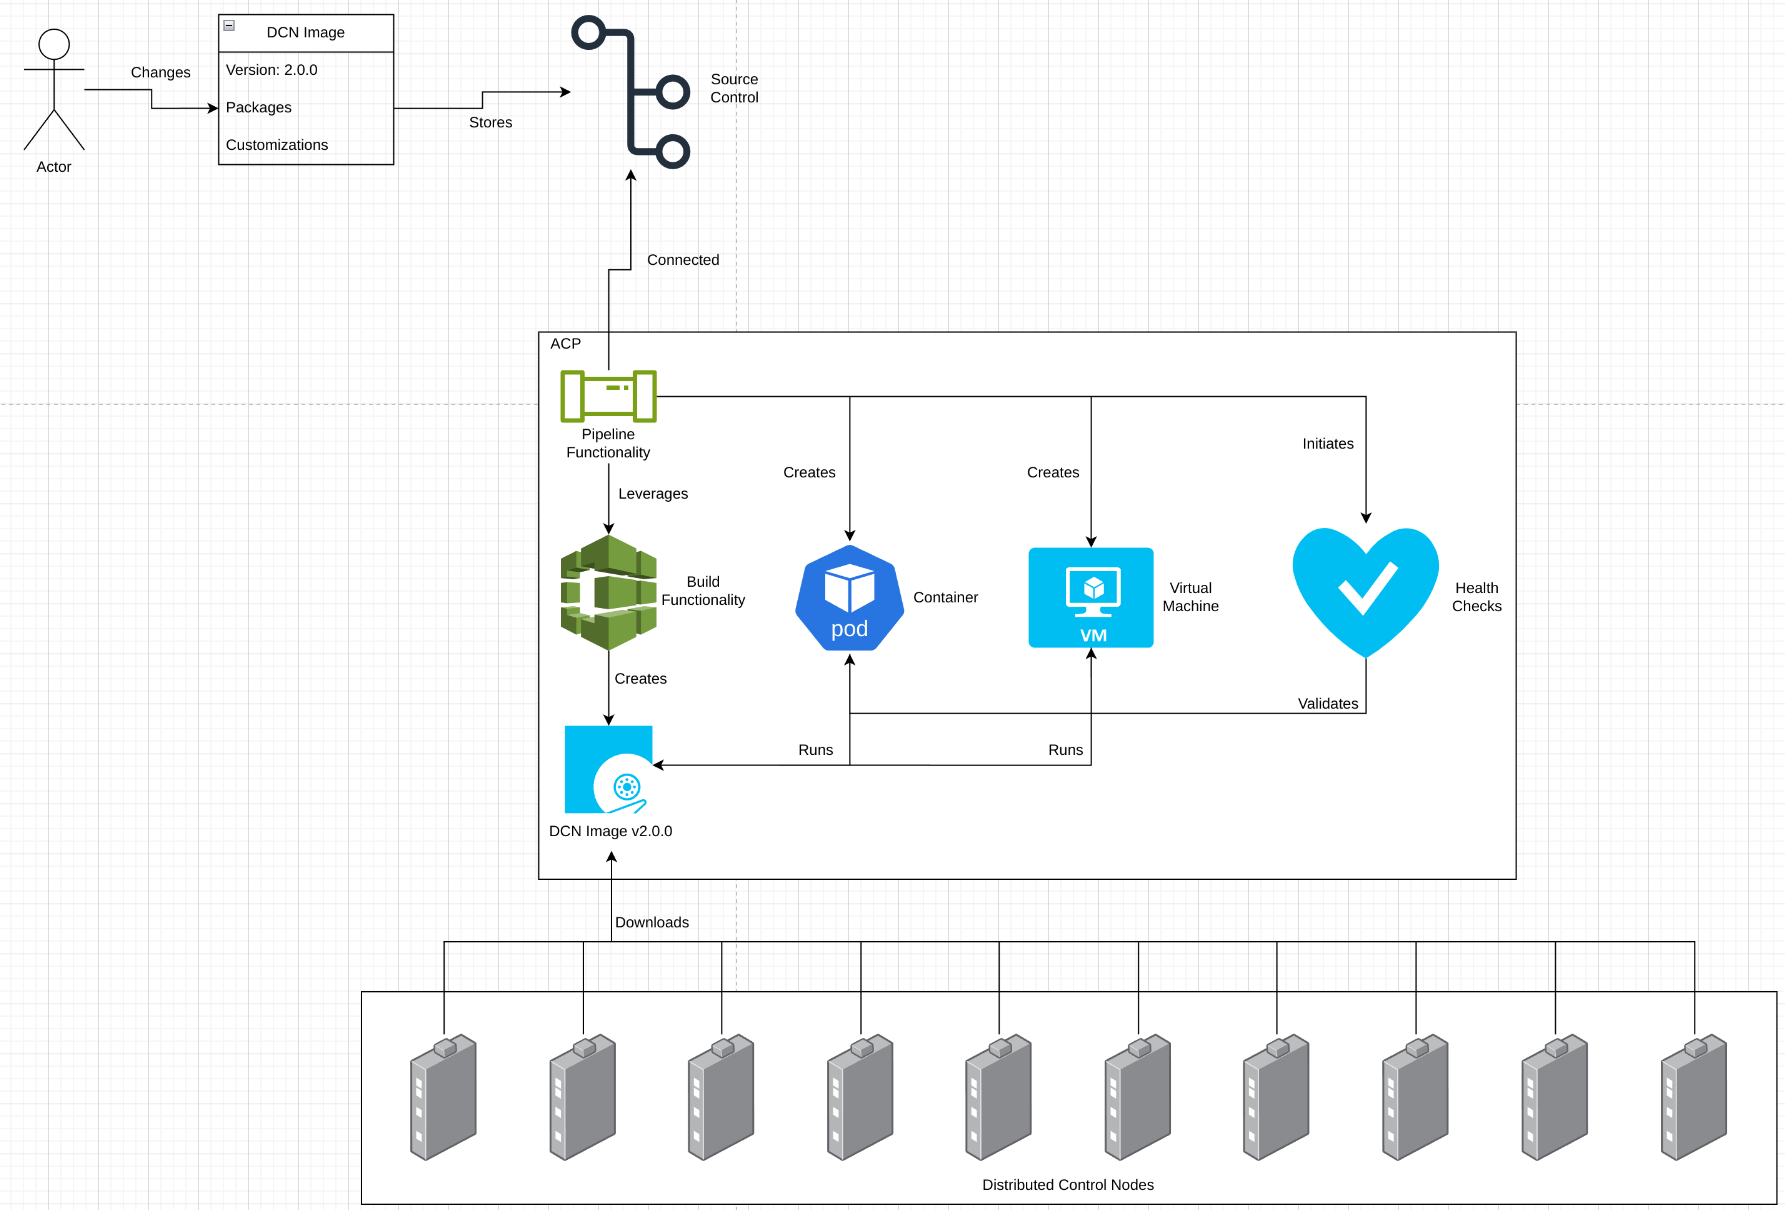 DCN Image
Version: 2.0.0
Packages
Customizations
Changes
Actor
Stores
Source
Control
Connected
ACP
Pipeline
Functionality
Leverages
Creates
Creates
Initiates
Build
Functionality
pod
Container
VM
Virtual
Machine
Health
Checks
Creates
Validates
Runs
Runs
DCN Image v2.0.0
Downloads
Distributed Control Nodes